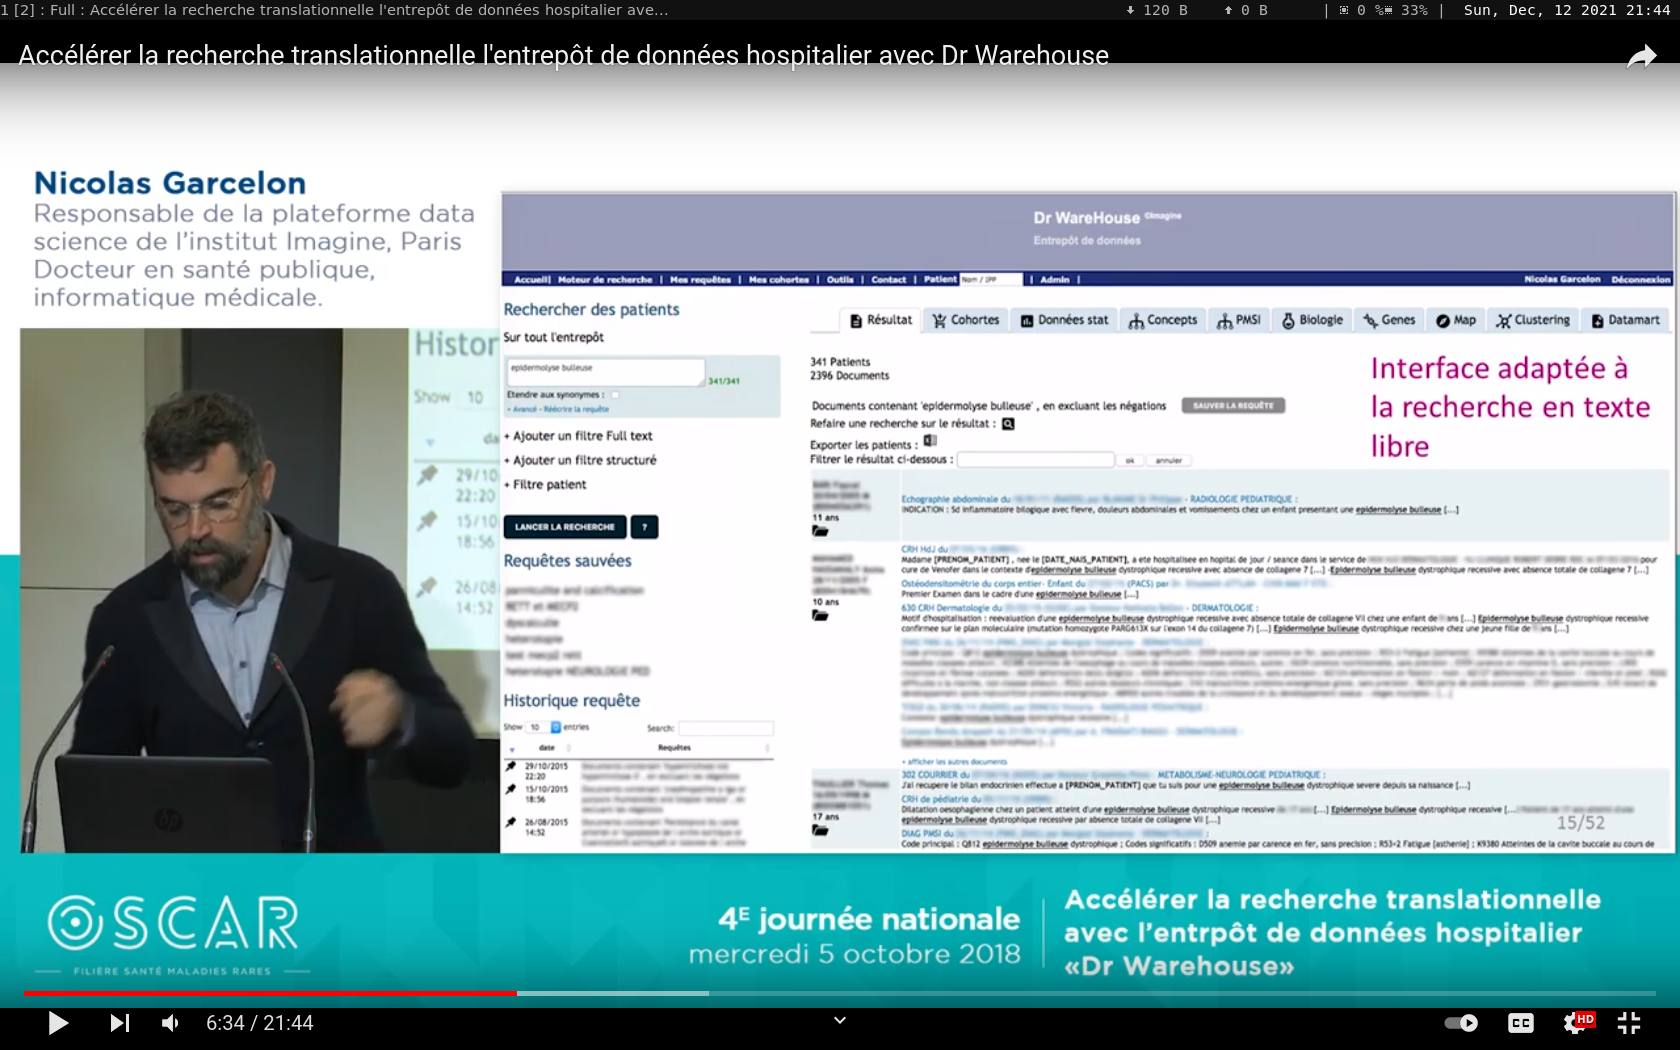 1 [2] : Full : Accélérer la recherche translationnelle l'entrepôt de données hospitalier ave…
120 B 0 B | 0 % 33% | Sun, Dec, 12 2021 21:44
Accélérer la recherche translationnelle l'entrepôt de données hospitalier avec Dr Warehouse
Nicolas Garcelon
Responsable de la plateforme data
science de l'institut Imagine, Paris
Docteur en santé publique,
informatique médicale.
Histor
Show 10
da
29/10
22:20
15/10
18:56
26/08
14:52
hp
Dr WareHouse ©Imagine
Entrepôt de données
Accueil | Moteur de recherche | Mes requêtes | Mes cohortes | Outils | Contact | Patient Nom / IPP | Admin |
Nicolas Garcelon Déconnexion
Rechercher des patients
Sur tout l'entrepôt
epidermolyse bulleuse
341/341
Etendre aux synonymes :
+ Avancé - Réécrire la requête
+ Ajouter un filtre Full text
+ Ajouter un filtre structuré
+ Filtre patient
LANCER LA RECHERCHE ?
Requêtes sauvées
Historique requête
Show 10 entries Search:
date Requêtes
29/10/2015
22:20
15/10/2015
18:56
26/08/2015
14:52
Résultat Cohortes Données stat Concepts PMSI Biologie Genes Map Clustering Datamart
341 Patients
2396 Documents
Interface adaptée à
la recherche en texte
libre
Documents contenant 'epidermolyse bulleuse' , en excluant les négations SAUVER LA REQUÊTE
Refaire une recherche sur le résultat :
Exporter les patients :
Filtrer le résultat ci-dessous : ok annuler
11 ans
Echographie abdominale du - RADIOLOGIE PEDIATRIQUE :
INDICATION : Sd inflammatoire bilogique avec fievre, douleurs abdominales et vomissements chez un enfant presentant une epidermolyse bulleuse [...]
10 ans
CRH HdJ du
Madame [PRENOM_PATIENT] , nee le [DATE_NAIS_PATIENT], a ete hospitalisee en hopital de jour / seance dans le service de pour
cure de Venofer dans le contexte d'epidermolyse bulleuse dystrophique recessive avec absence de collagene 7 [...] -Epidermolyse bulleuse dystrophique recessive avec absence totale de collagene 7 [...]
Ostéodensitométrie du corps entier- Enfant du (PACS) par
Premier Examen dans le cadre d'une epidermolyse bulleuse [...]
630 CRH Dermatologie du - DERMATOLOGIE :
Motif d'hospitalisation : reevaluation d'une epidermolyse bulleuse dystrophique recessive avec absence totale de collagene VII chez une enfant de ans [...] Epidermolyse bulleuse dystrophique recessive
confirmee sur le plan moleculaire (mutation homozygote PARG613X sur l'exon 14 du collagene 7) [...] Epidermolyse bulleuse dystrophique recessive chez une jeune fille de ans [...]
+ afficher les autres documents
17 ans
302 COURRIER du - METABOLISME-NEUROLOGIE PEDIATRIQUE :
J'ai recupere le bilan endocrinien effectue a [PRENOM_PATIENT] que tu suis pour une epidermolyse bulleuse dystrophique severe depuis sa naissance [...]
CRH de pédiatrie du
Dilatation oesophagienne chez un patient atteint d'une epidermolyse bulleuse dystrophique recessive [...] Epidermolyse bulleuse dystrophique recessive [...]
epidermolyse bulleuse dystrophique recessive par absence totale de collagene VII [...]
DIAG PMSI du
Code principal : Q812 epidermolyse bulleuse dystrophique ; Codes significatifs : D509 anemie par carence en fer, sans precision ; R53+2 Fatigue [asthenie] ; K9380 Atteintes de la cavite buccale au cours de
15/52
OSCAR
FILIÈRE SANTÉ MALADIES RARES
4E journée nationale
mercredi 5 octobre 2018
Accélérer la recherche translationnelle
avec l'entrpôt de données hospitalier
«Dr Warehouse»
6:34 / 21:44
CC
HD